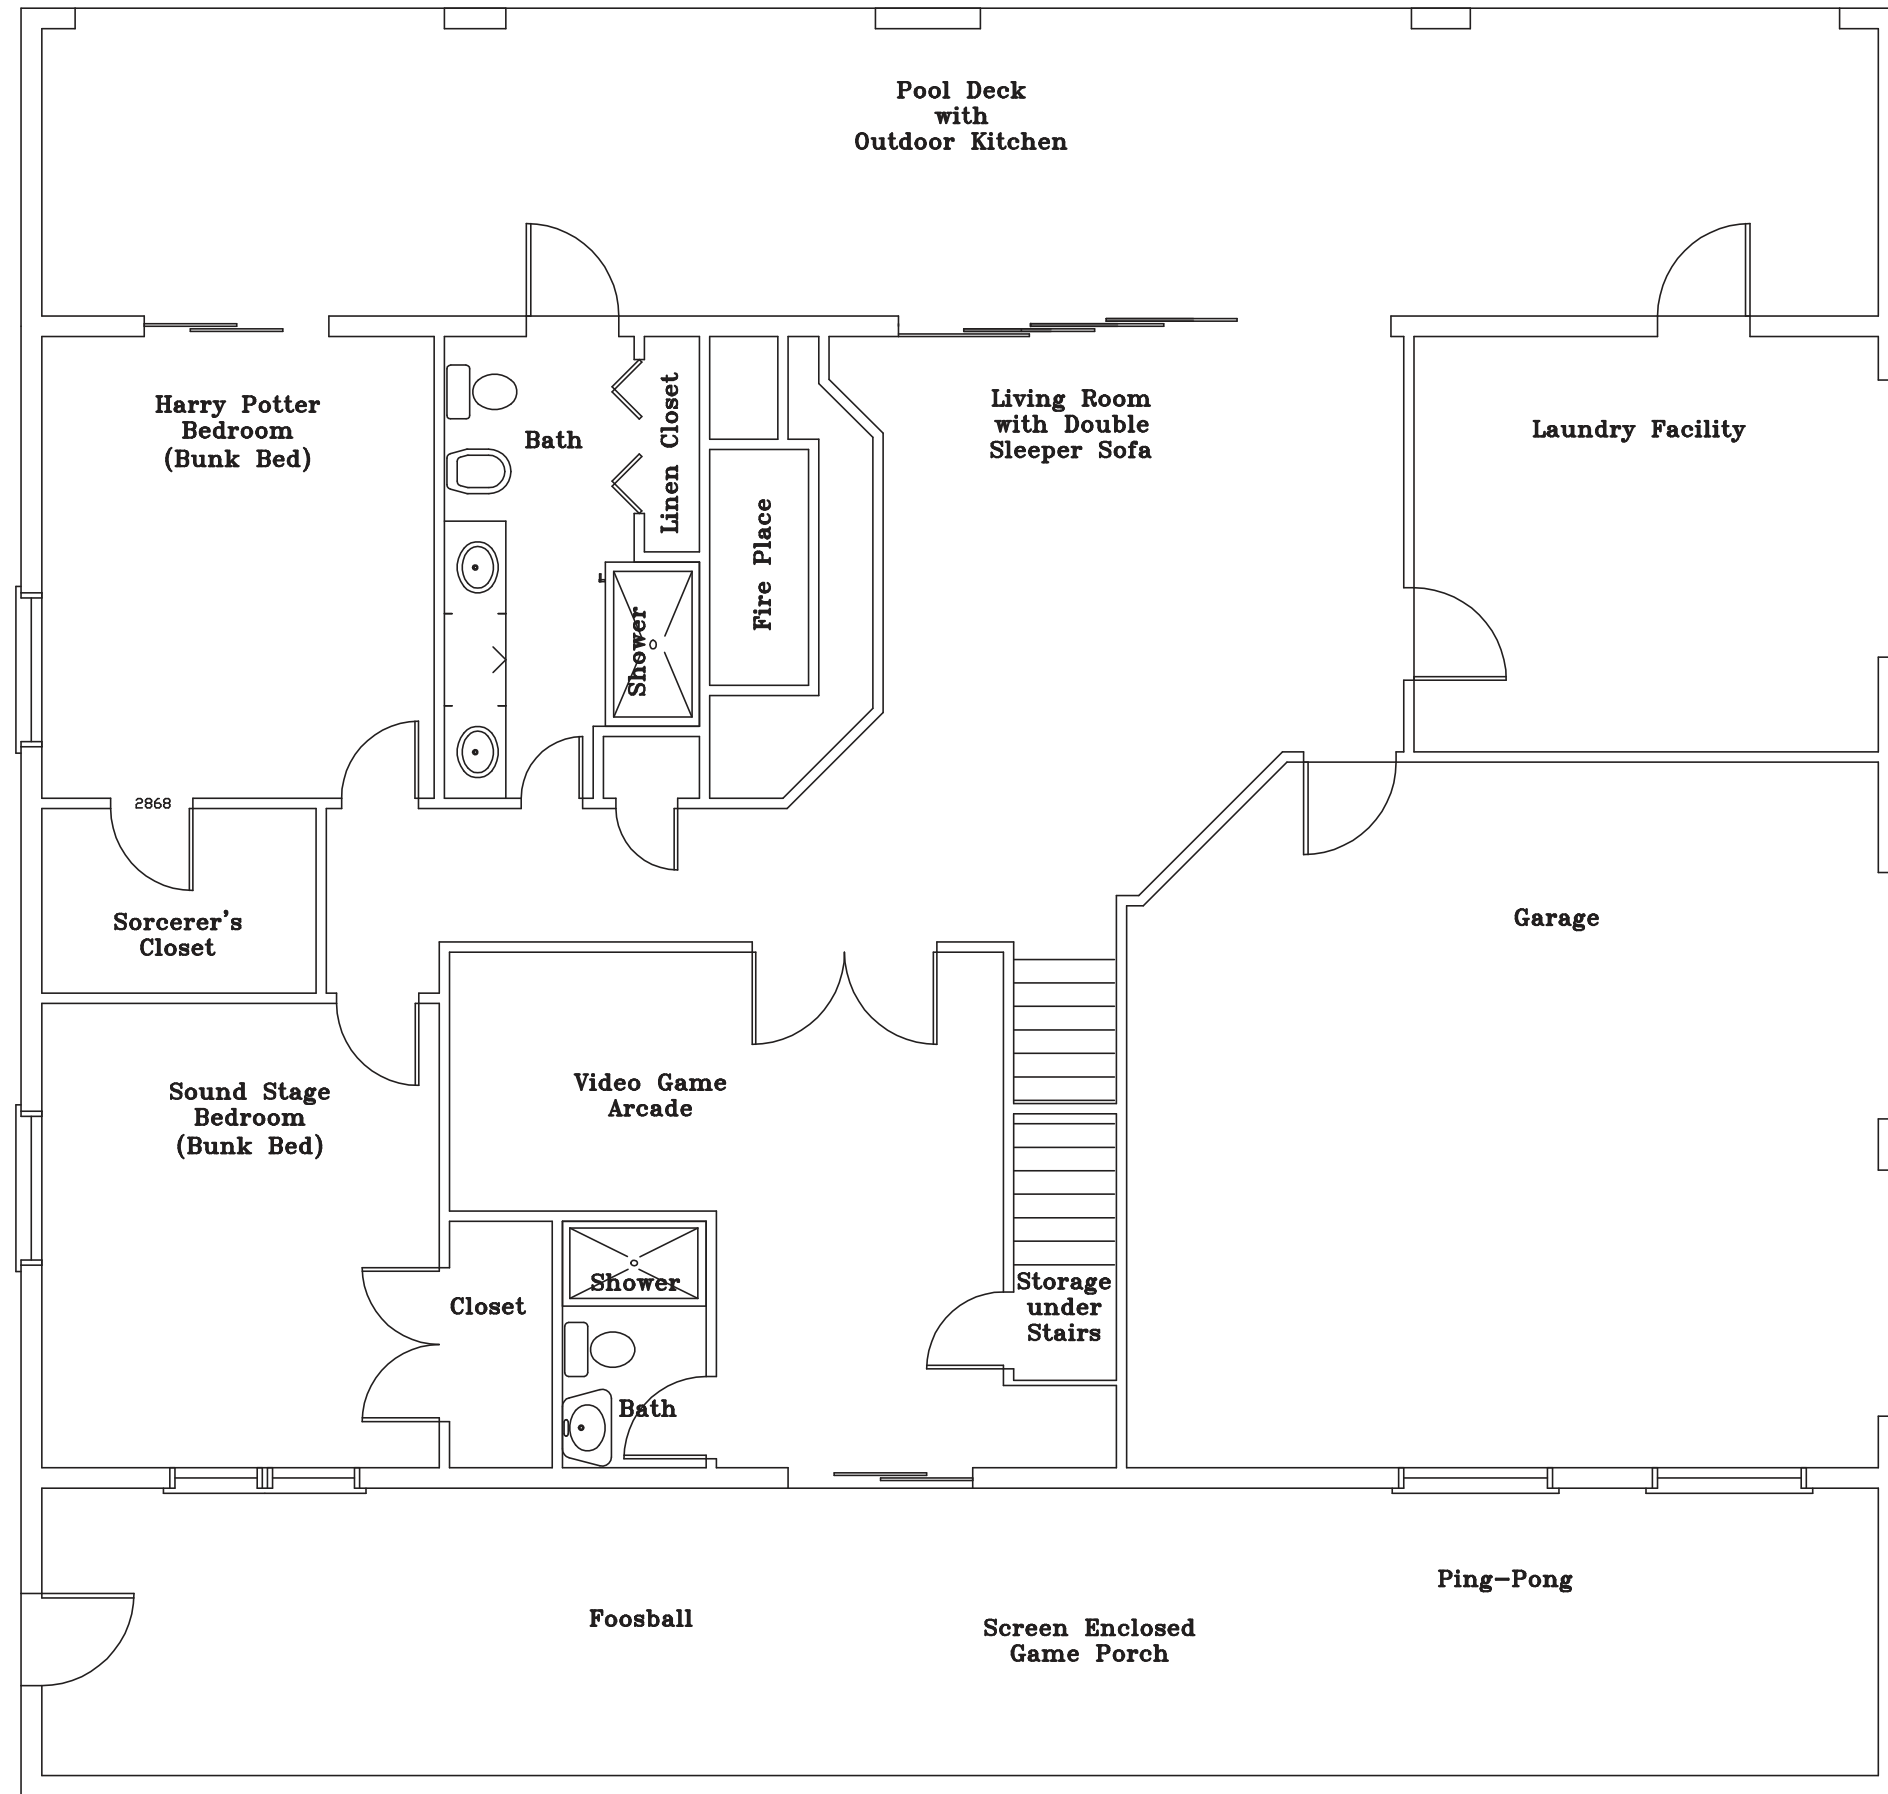 Pool Deck
with
Outdoor Kitchen
Harry Potter
Bedroom
(Bunk Bed)
Bath
Linen Closet
Living Room
with Double
Sleeper Sofa
Laundry Facility
Fire Place
Shower
2868
Sorcerer's
Closet
Garage
Sound Stage
Bedroom
(Bunk Bed)
Video Game
Arcade
Closet
Shower
Storage
under
Stairs
Bath
Foosball
Screen Enclosed
Game Porch
Ping-Pong